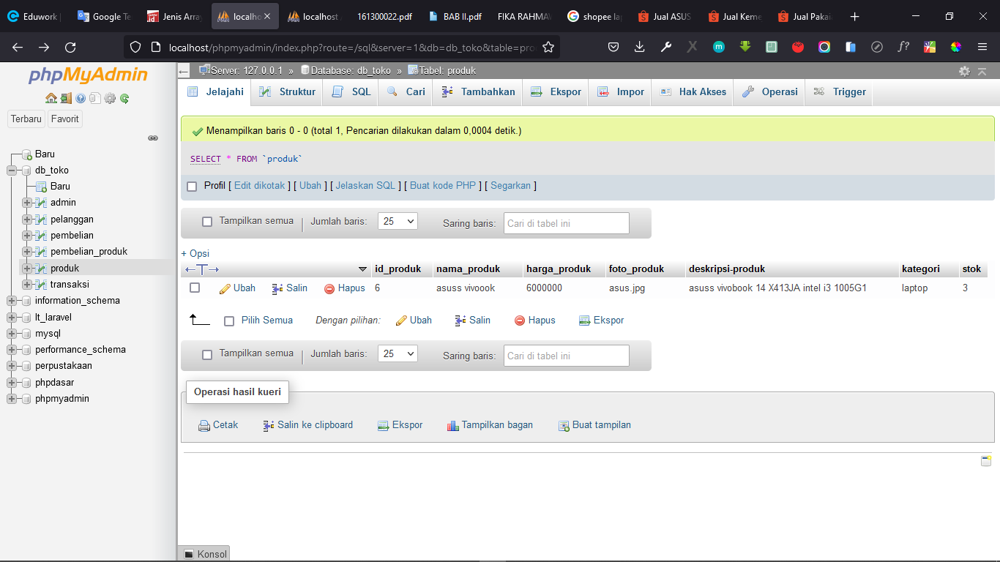 Eduwork
Google Te
Jenis Array
localho
localhost
161300022.pdf
BAB II.pdf
FIKA RAHMAW
shopee la
Jual ASUS
Jual Keme
Jual Pakai
localhost/phpmyadmin/index.php?route=/sql&server=1&db=db_toko&table=pro
phpMyAdmin
Terbaru
Favorit
Baru
db_toko
Baru
admin
pelanggan
pembelian
pembelian_produk
produk
transaksi
information_schema
lt_laravel
mysql
performance_schema
perpustakaan
phpdasar
phpmyadmin
Server: 127.0.0.1 » Database: db_toko » Tabel: produk
Jelajahi Struktur SQL Cari Tambahkan Ekspor Impor Hak Akses Operasi Trigger
Menampilkan baris 0 - 0 (total 1, Pencarian dilakukan dalam 0,0004 detik.)
SELECT * FROM `produk`
Profil [ Edit dikotak ] [ Ubah ] [ Jelaskan SQL ] [ Buat kode PHP ] [ Segarkan ]
Tampilkan semua | Jumlah baris: 25 Saring baris: Cari di tabel ini
+ Opsi
←T→ id_produk nama_produk harga_produk foto_produk deskripsi-produk kategori stok
Ubah Salin Hapus 6 asuss vivoook 6000000 asus.jpg asuss vivobook 14 X413JA intel i3 1005G1 laptop 3
Pilih Semua Dengan pilihan: Ubah Salin Hapus Ekspor
Tampilkan semua | Jumlah baris: 25 Saring baris: Cari di tabel ini
Operasi hasil kueri
Cetak Salin ke clipboard Ekspor Tampilkan bagan Buat tampilan
Konsol